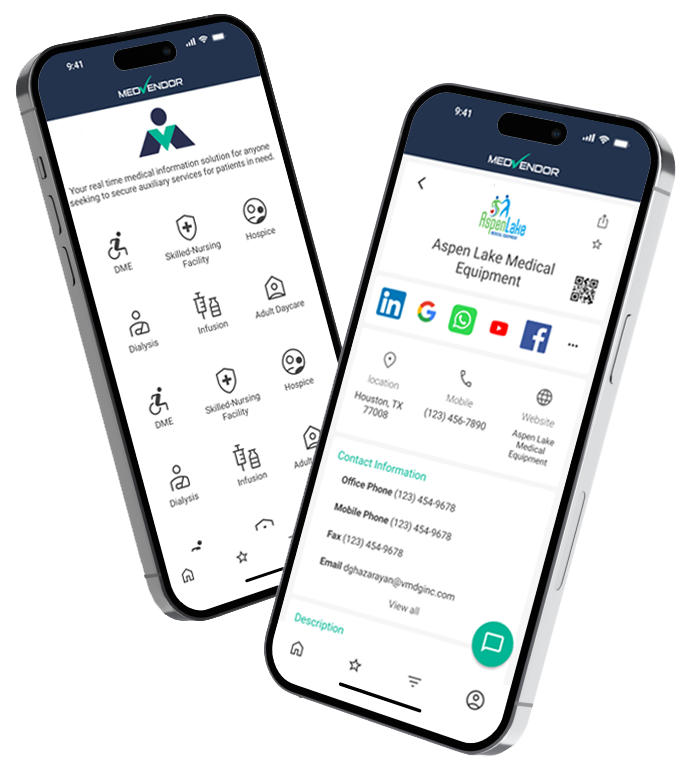 9:41
MEDVENDOR
Your real time medical information solution for anyone
seeking to secure auxiliary services for patients in need.
DME
Skilled-Nursing
Facility
Hospice
Dialysis
Infusion
Adult Daycare
DME
Skilled-Nursing
Facility
Hospice
Dialysis
Infusion
Adult
9:41
MEDVENDOR
AspenLake
MEDICAL EQUIPMENT
Aspen Lake Medical
Equipment
in
G
f
...
location
Houston, TX
77008
Mobile
(123) 456-7890
Website
Aspen Lake
Medical
Equipment
Contact Information
Office Phone (123) 454-9678
Mobile Phone (123) 454-9678
Fax (123) 454-9678
Email dghazarayan@vmdginc.com
View all
Description